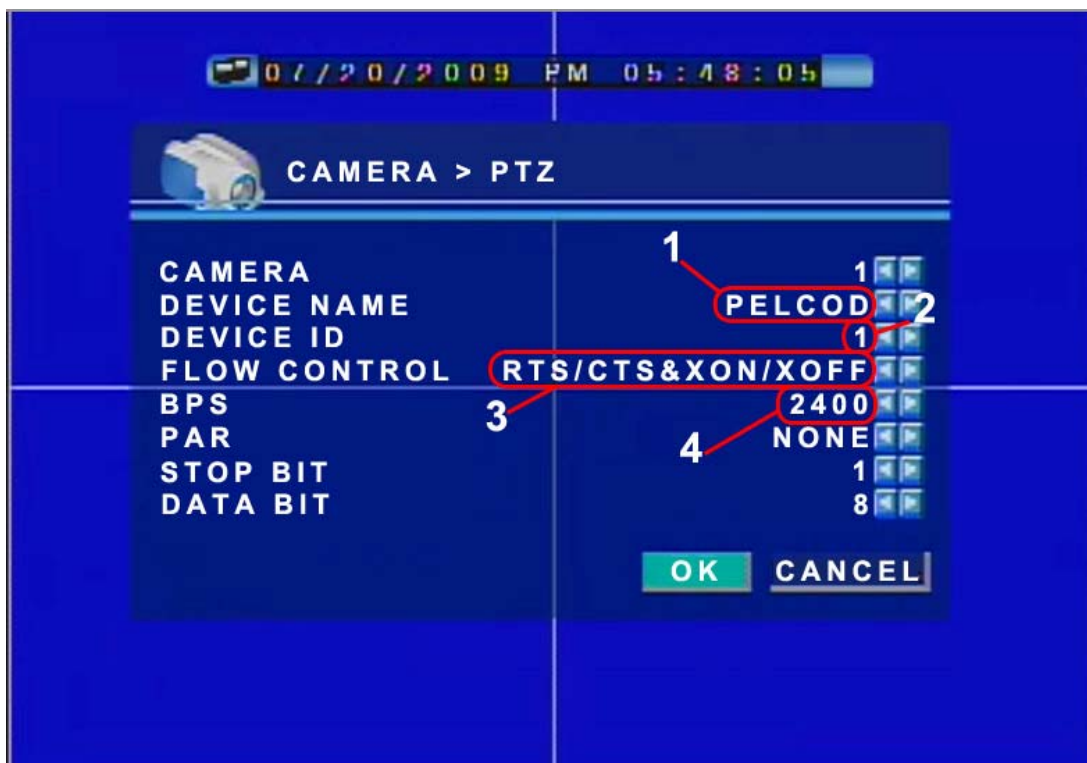 07/20/2009 PM 05:48:05
CAMERA > PTZ
1
CAMERA 1
DEVICE NAME PELCOD
2
DEVICE ID 1
FLOW CONTROL RTS/CTS&XON/XOFF
3
BPS 2400
4
PAR NONE
STOP BIT 1
DATA BIT 8
OK CANCEL